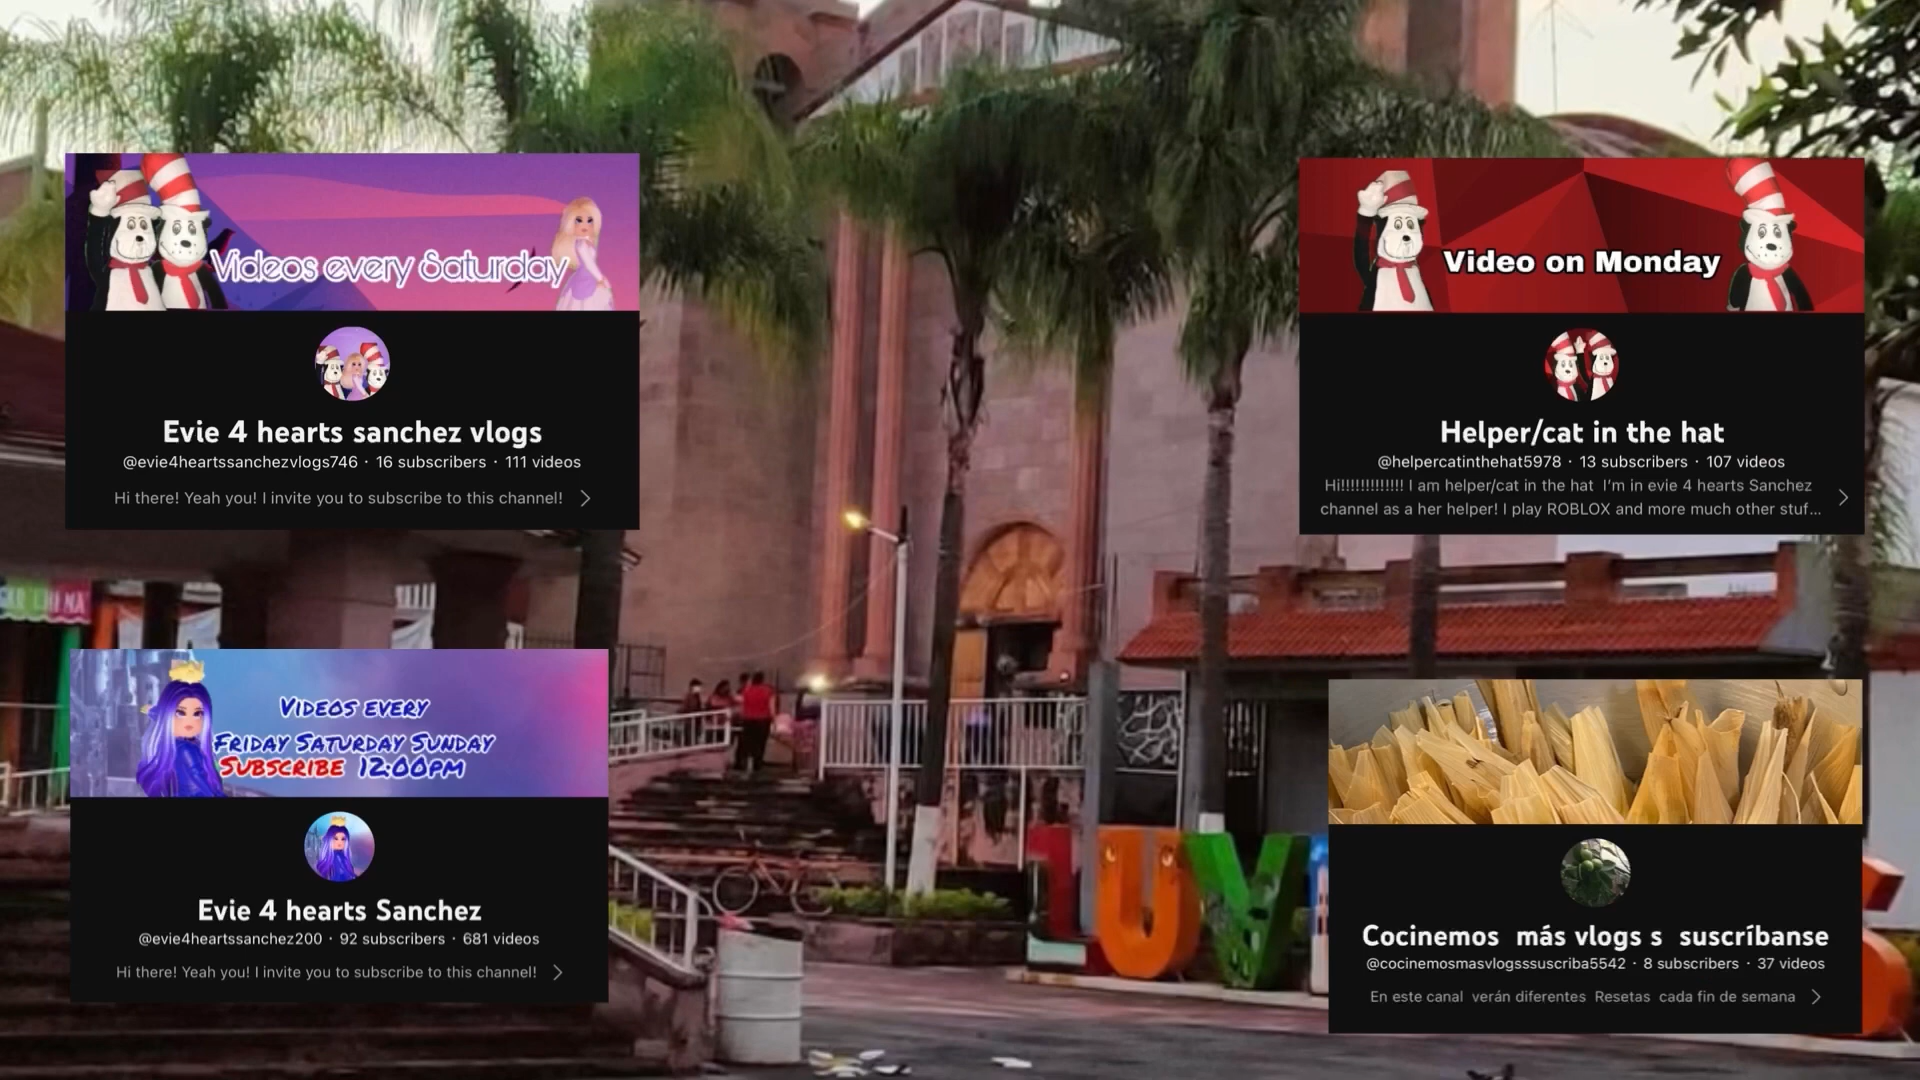 Videos every Saturday
Evie 4 hearts sanchez vlogs
@evie4heartssanchezvlogs746 · 16 subscribers · 111 videos
Hi there! Yeah you! I invite you to subscribe to this channel!
Video on Monday
Helper/cat in the hat
@helpercatinthehat5978 · 13 subscribers · 107 videos
Hi!!!!!!!!!!!!! I am helper/cat in the hat I'm in evie 4 hearts Sanchez
channel as a her helper! I play ROBLOX and more much other stuf...
VIDEOS EVERY
FRIDAY SATURDAY SUNDAY
SUBSCRIBE 12:00PM
Evie 4 hearts Sanchez
@evie4heartssanchez200 · 92 subscribers · 681 videos
Hi there! Yeah you! I invite you to subscribe to this channel!
LUV
Cocinemos más vlogs s suscríbanse
@cocinemosmasvlogsssuscriba5542 · 8 subscribers · 37 videos
En este canal verán diferentes Resetas cada fin de semana